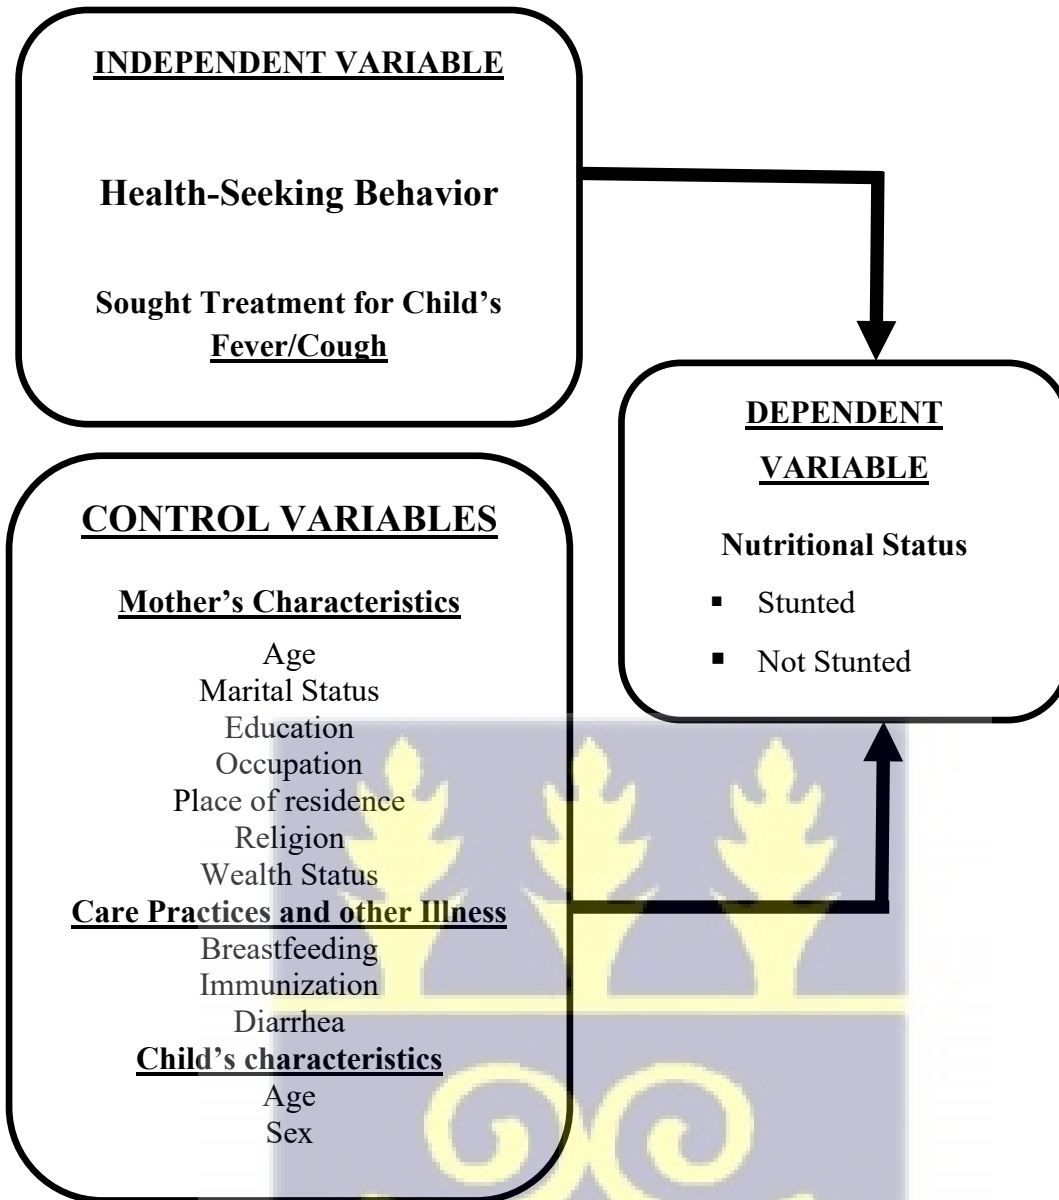 INDEPENDENT VARIABLE
Health-Seeking Behavior
Sought Treatment for Child’s
Fever/Cough
CONTROL VARIABLES
Mother’s Characteristics
Age
Marital Status
Education
Occupation
Place of residence
Religion
Wealth Status
Care Practices and other Illness
Breastfeeding
Immunization
Diarrhea
Child’s characteristics
Age
Sex
DEPENDENT
VARIABLE
Nutritional Status
▪ Stunted
▪ Not Stunted